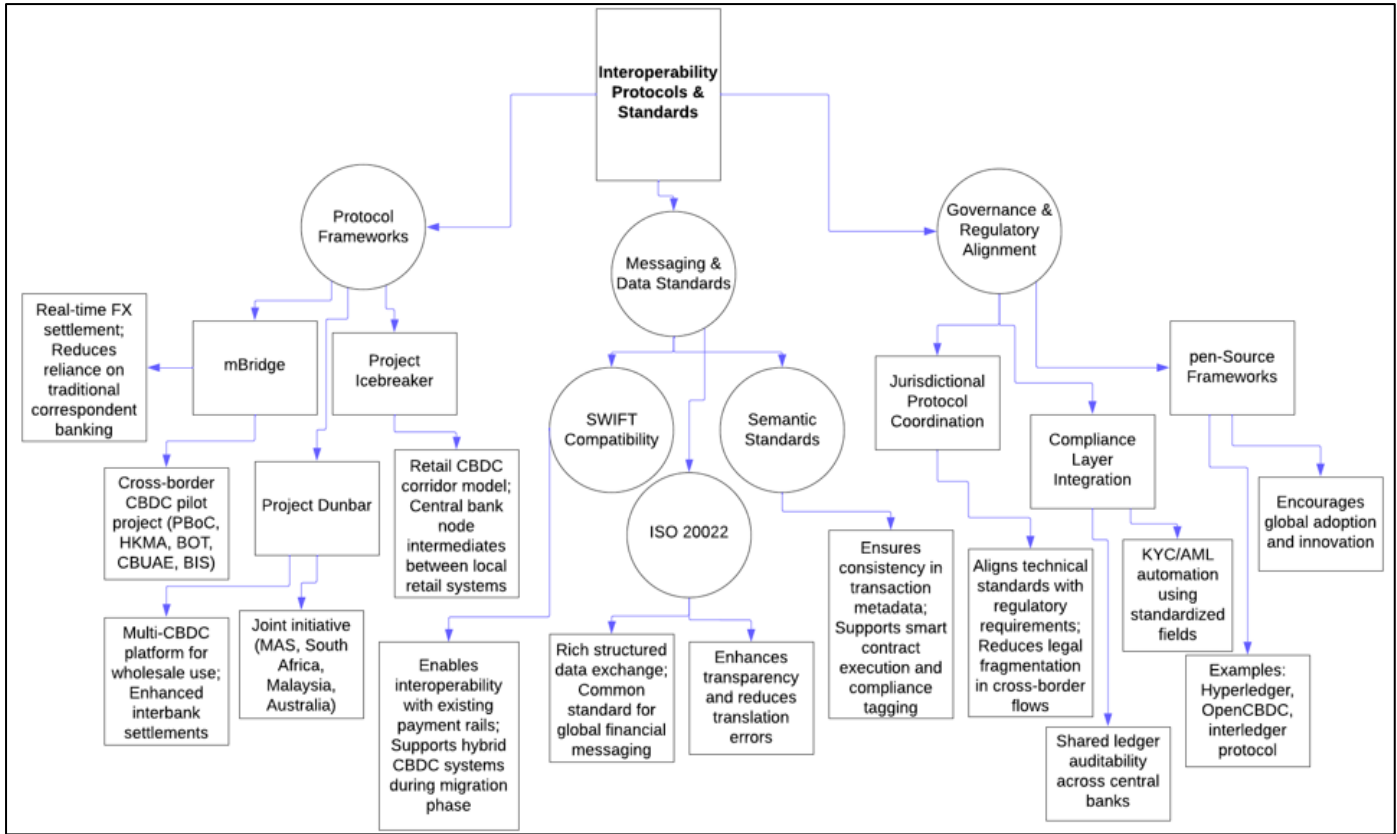 Interoperability
Protocols &
Standards
Protocol
Frameworks
Messaging &
Data Standards
Governance &
Regulatory
Alignment
Real-time FX
settlement;
Reduces
reliance on
traditional
correspondent
banking
mBridge
Project
Icebreaker
SWIFT
Compatibility
Semantic
Standards
Jurisdictional
Protocol
Coordination
pen-Source
Frameworks
Compliance
Layer
Integration
Cross-border
CBDC pilot
project (PBoC,
HKMA, BOT,
CBUAE, BIS)
Project Dunbar
Retail CBDC
corridor model;
Central bank
node
intermediates
between local
retail systems
ISO 20022
Encourages
global adoption
and innovation
Ensures
consistency in
transaction
metadata;
Supports smart
contract
execution and
compliance
tagging
Aligns technical
standards with
regulatory
requirements;
Reduces legal
fragmentation
in cross-border
flows
KYC/AML
automation
using
standardized
fields
Multi-CBDC
platform for
wholesale use;
Enhanced
interbank
settlements
Joint initiative
(MAS, South
Africa,
Malaysia,
Australia)
Enables
interoperability
with existing
payment rails;
Supports hybrid
CBDC systems
during migration
phase
Rich structured
data exchange;
Common
standard for
global financial
messaging
Enhances
transparency
and reduces
translation
errors
Shared ledger
auditability
across central
banks
Examples:
Hyperledger,
OpenCBDC,
interledger
protocol